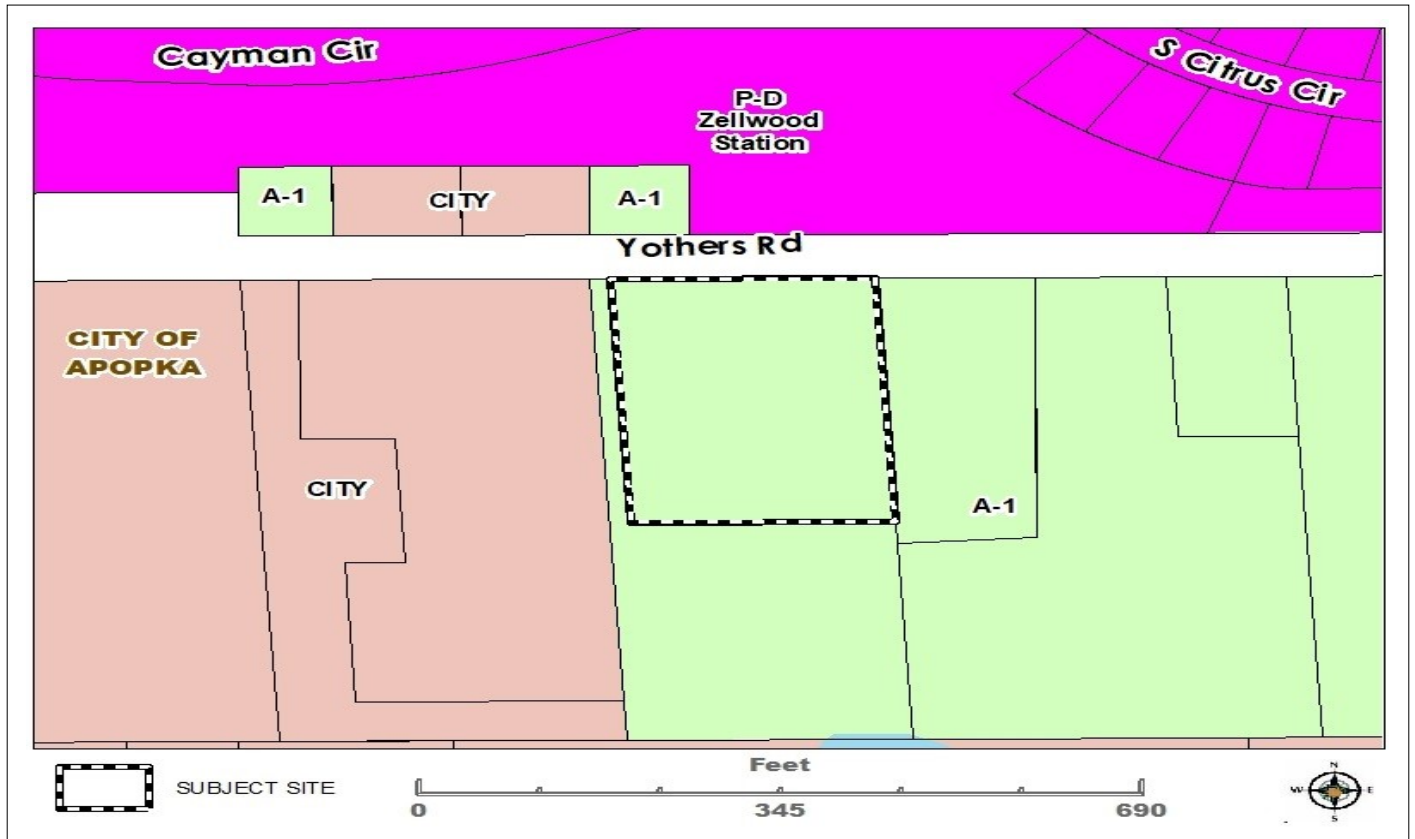 Cayman Cir
S Citrus Cir
P-D
Zellwood
Station
A-1
CITY
A-1
Yothers Rd
CITY OF
APOPKA
CITY
A-1
SUBJECT SITE
Feet
0
345
690
N
W
E
S